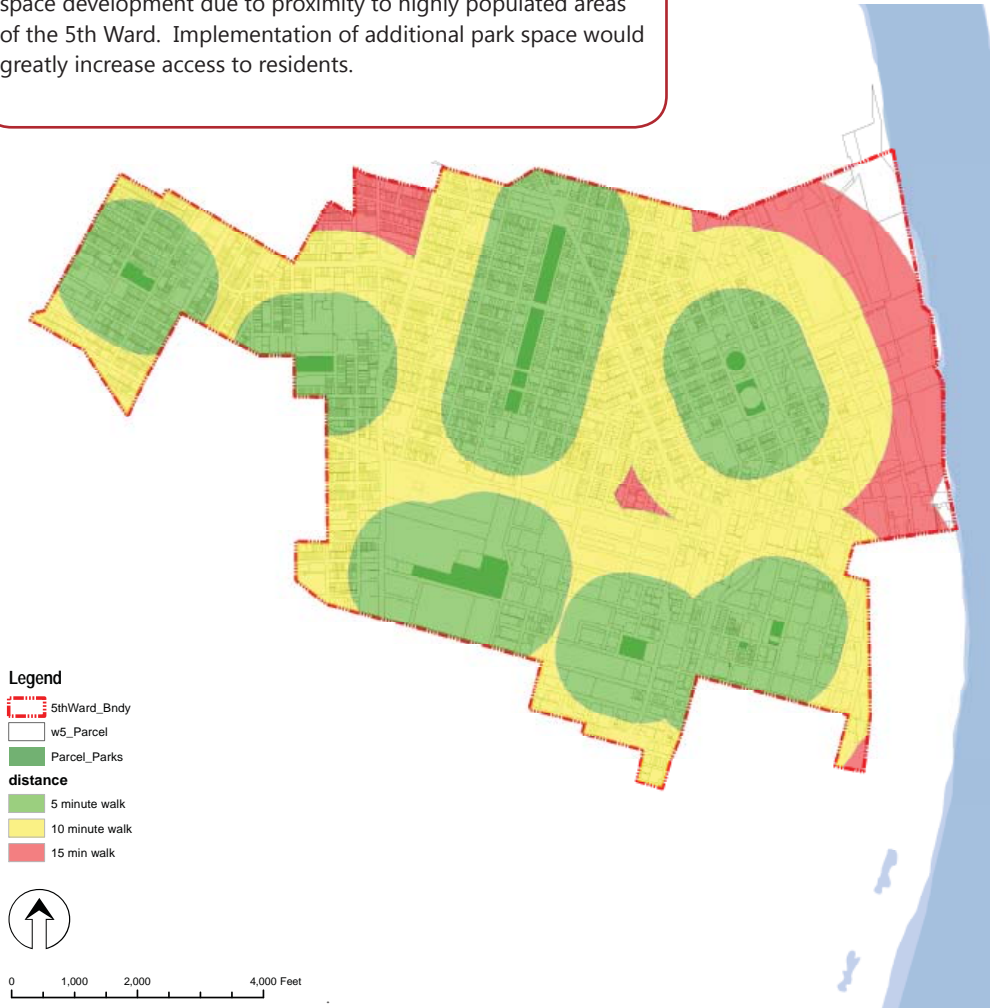 space development due to proximity to highly populated areas
of the 5th Ward.  Implementation of additional park space would
greatly increase access to residents.
Legend
5thWard_Bndy
w5_Parcel
Parcel_Parks
distance
5 minute walk
10 minute walk
15 min walk
0 1,000 2,000 4,000 Feet